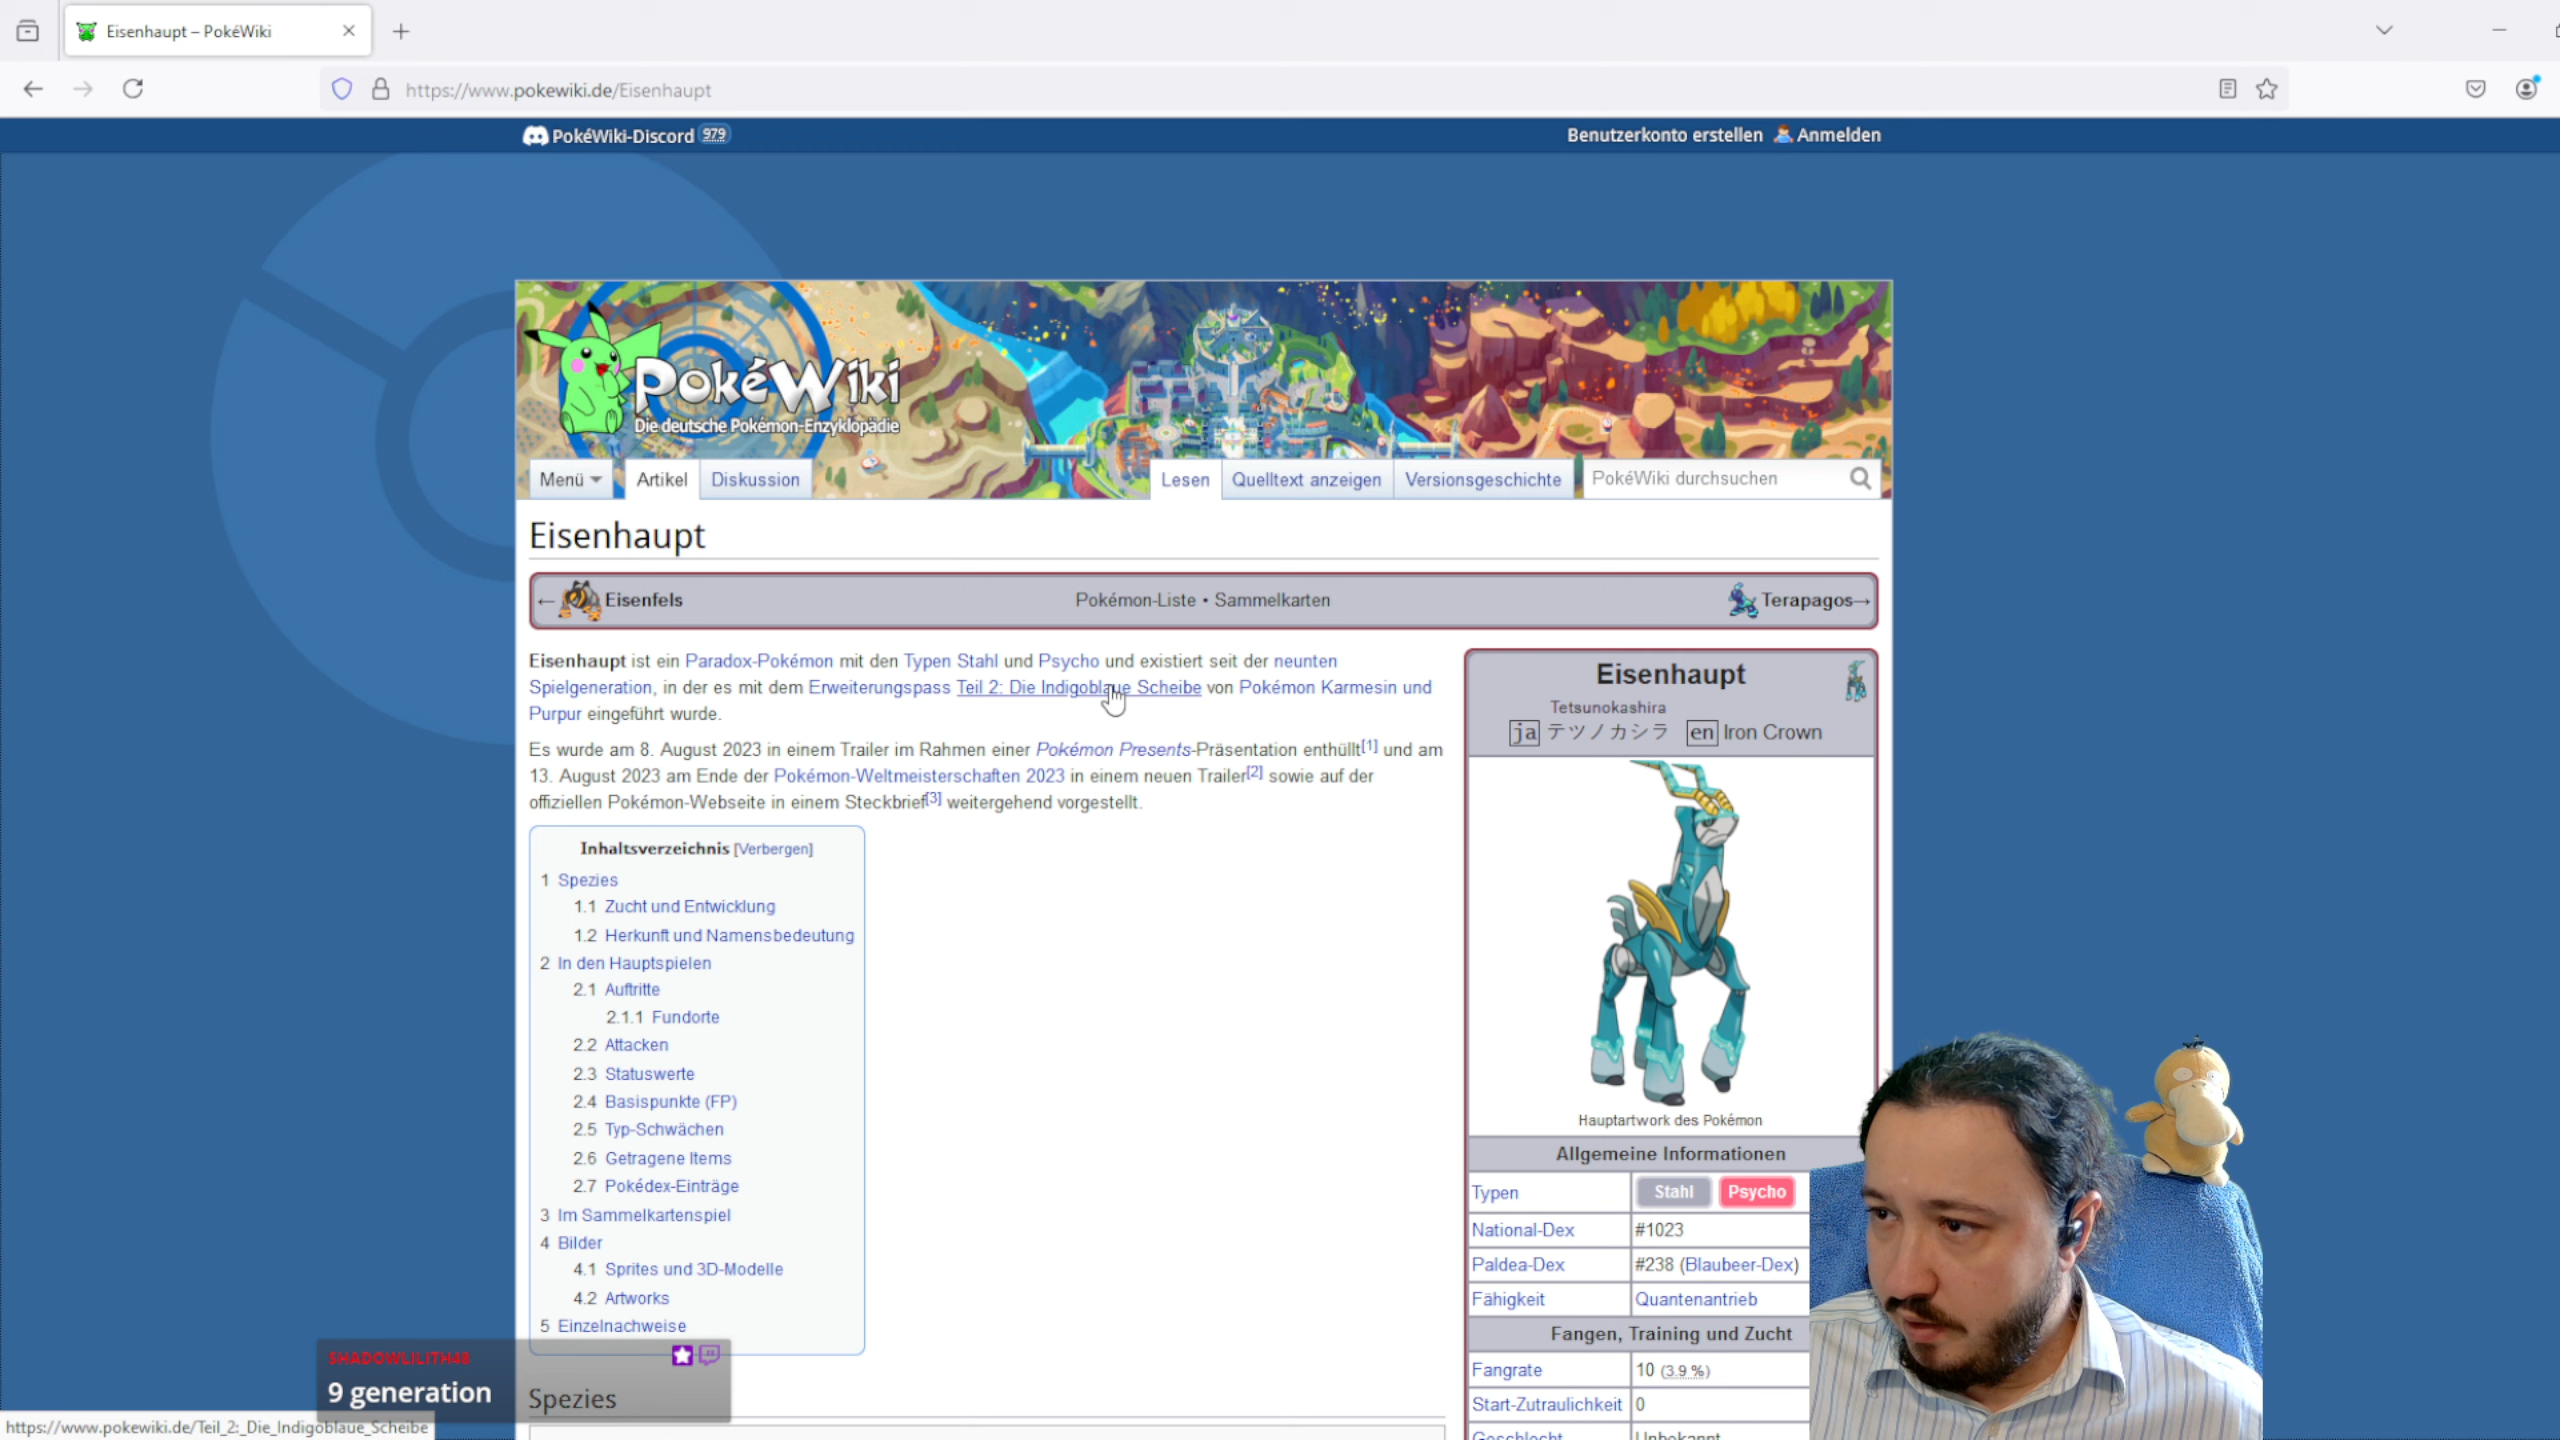 Eisenhaupt – PokéWiki
https://www.pokewiki.de/Eisenhaupt
PokéWiki-Discord 979
Benutzerkonto erstellen Anmelden
PokéWiki
Die deutsche Pokémon-Enzyklopädie
Menü Artikel Diskussion Lesen Quelltext anzeigen Versionsgeschichte PokéWiki durchsuchen
Eisenhaupt
← Eisenfels Pokémon-Liste • Sammelkarten Terapagos→
Eisenhaupt ist ein Paradox-Pokémon mit den Typen Stahl und Psycho und existiert seit der neunten
Spielgeneration, in der es mit dem Erweiterungspass Teil 2: Die Indigoblaue Scheibe von Pokémon Karmesin und
Purpur eingeführt wurde.
Es wurde am 8. August 2023 in einem Trailer im Rahmen einer Pokémon Presents-Präsentation enthüllt[1] und am
13. August 2023 am Ende der Pokémon-Weltmeisterschaften 2023 in einem neuen Trailer[2] sowie auf der
offiziellen Pokémon-Webseite in einem Steckbrief[3] weitergehend vorgestellt.
Inhaltsverzeichnis [Verbergen]
1 Spezies
1.1 Zucht und Entwicklung
1.2 Herkunft und Namensbedeutung
2 In den Hauptspielen
2.1 Auftritte
2.1.1 Fundorte
2.2 Attacken
2.3 Statuswerte
2.4 Basispunkte (FP)
2.5 Typ-Schwächen
2.6 Getragene Items
2.7 Pokédex-Einträge
3 Im Sammelkartenspiel
4 Bilder
4.1 Sprites und 3D-Modelle
4.2 Artworks
5 Einzelnachweise
Spezies
Eisenhaupt
Tetsunokashira
ja テツノカシラ en Iron Crown
Hauptartwork des Pokémon
Allgemeine Informationen
Typen Stahl Psycho
National-Dex #1023
Paldea-Dex #238 (Blaubeer-Dex)
Fähigkeit Quantenantrieb
Fangen, Training und Zucht
Fangrate 10 (3.9 %)
Start-Zutraulichkeit 0
Geschlecht Unbekannt
SHADOWLILITH48
9 generation
https://www.pokewiki.de/Teil_2:_Die_Indigoblaue_Scheibe